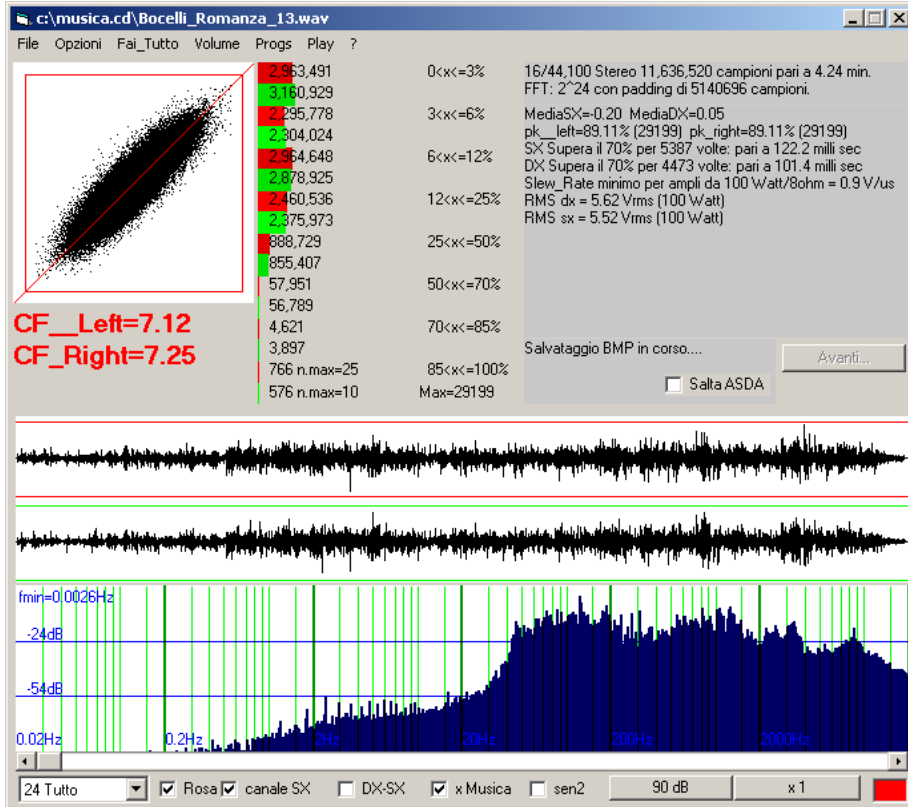 c:\musica.cd\Bocelli_Romanza_13.wav
File Opzioni Fai_Tutto Volume Progs Play ?
2,963,491 0<x<=3%
3,160,929
2,295,778 3<x<=6%
2,304,024
2,964,648 6<x<=12%
2,878,925
2,460,536 12<x<=25%
2,375,973
888,729 25<x<=50%
855,407
57,951 50<x<=70%
56,789
4,621 70<x<=85%
3,897
766 n.max=25 85<x<=100%
576 n.max=10 Max=29199
CF__Left=7.12
CF_Right=7.25
16/44,100 Stereo 11,636,520 campioni pari a 4.24 min.
FFT: 2^24 con padding di 5140696 campioni.
MediaSX=-0.20 MediaDX=0.05
pk__left=89.11% (29199) pk_right=89.11% (29199)
SX Supera il 70% per 5387 volte: pari a 122.2 milli sec
DX Supera il 70% per 4473 volte: pari a 101.4 milli sec
Slew_Rate minimo per ampli da 100 Watt/8ohm = 0.9 V/us
RMS dx = 5.62 Vrms (100 Watt)
RMS sx = 5.52 Vrms (100 Watt)
Salvataggio BMP in corso....
Avanti...
Salta ASDA
fmin=0.0026Hz
-24dB
-54dB
0.02Hz 0.2Hz 2Hz 20Hz 200Hz 2000Hz
24 Tutto Rosa canale SX DX-SX x Musica sen2 90 dB x 1